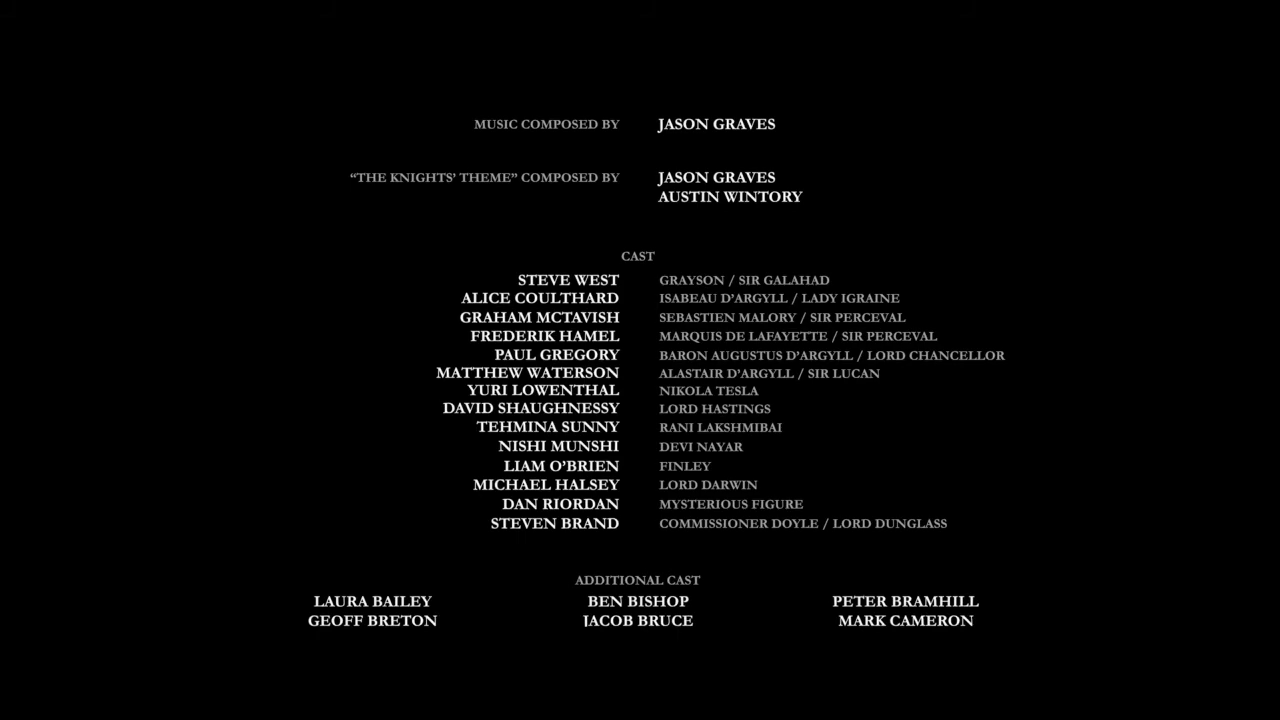 MUSIC COMPOSED BY JASON GRAVES
“THE KNIGHTS’ THEME” COMPOSED BY JASON GRAVES
AUSTIN WINTORY
CAST
STEVE WEST GRAYSON / SIR GALAHAD
ALICE COULTHARD ISABEAU D’ARGYLL / LADY IGRAINE
GRAHAM MCTAVISH SEBASTIEN MALORY / SIR PERCEVAL
FREDERIK HAMEL MARQUIS DE LAFAYETTE / SIR PERCEVAL
PAUL GREGORY BARON AUGUSTUS D’ARGYLL / LORD CHANCELLOR
MATTHEW WATERSON ALASTAIR D’ARGYLL / SIR LUCAN
YURI LOWENTHAL NIKOLA TESLA
DAVID SHAUGHNESSY LORD HASTINGS
TEHMINA SUNNY RANI LAKSHMIBAI
NISHI MUNSHI DEVI NAYAR
LIAM O’BRIEN FINLEY
MICHAEL HALSEY LORD DARWIN
DAN RIORDAN MYSTERIOUS FIGURE
STEVEN BRAND COMMISSIONER DOYLE / LORD DUNGLASS
ADDITIONAL CAST
LAURA BAILEY BEN BISHOP PETER BRAMHILL
GEOFF BRETON JACOB BRUCE MARK CAMERON